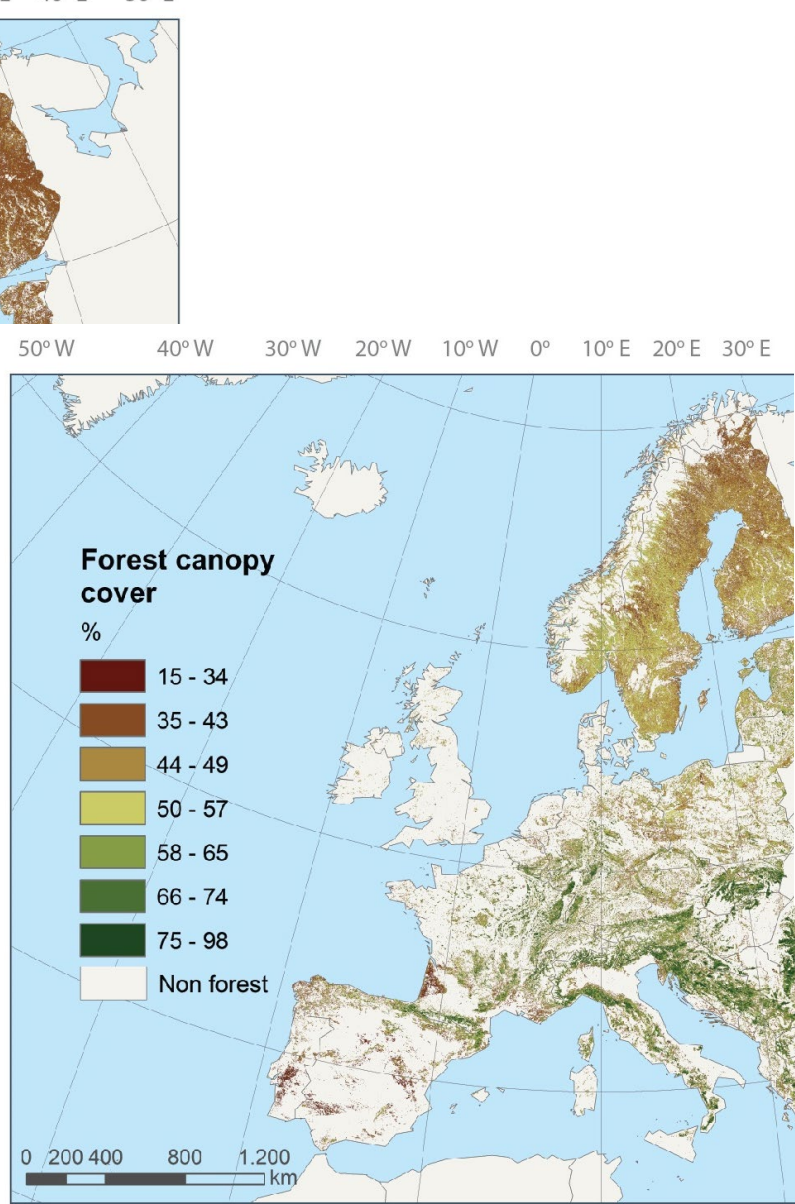 50° W 40° W 30° W 20° W 10° W 0° 10° E 20° E 30° E
Forest canopy
cover
%
15 - 34
35 - 43
44 - 49
50 - 57
58 - 65
66 - 74
75 - 98
Non forest
0 200 400 800 1.200
km